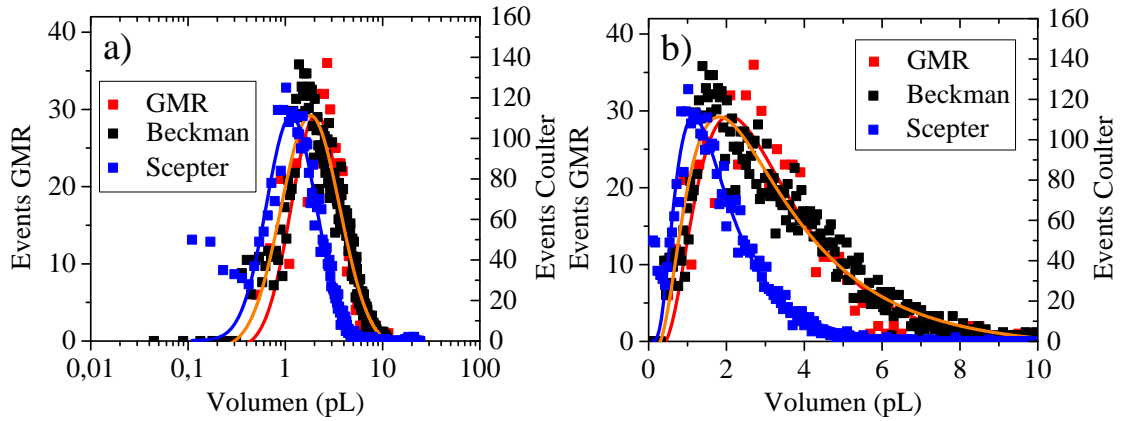 a)
GMR
Beckman
Scepter
Events GMR
40
30
20
10
0
160
140
120
100
80
60
40
20
0
Events Coulter
0,01 0,1 1 10 100
Volumen (pL)
b)
GMR
Beckman
Scepter
Events GMR
40
30
20
10
0
160
140
120
100
80
60
40
20
0
Events Coulter
0 2 4 6 8 10
Volumen (pL)